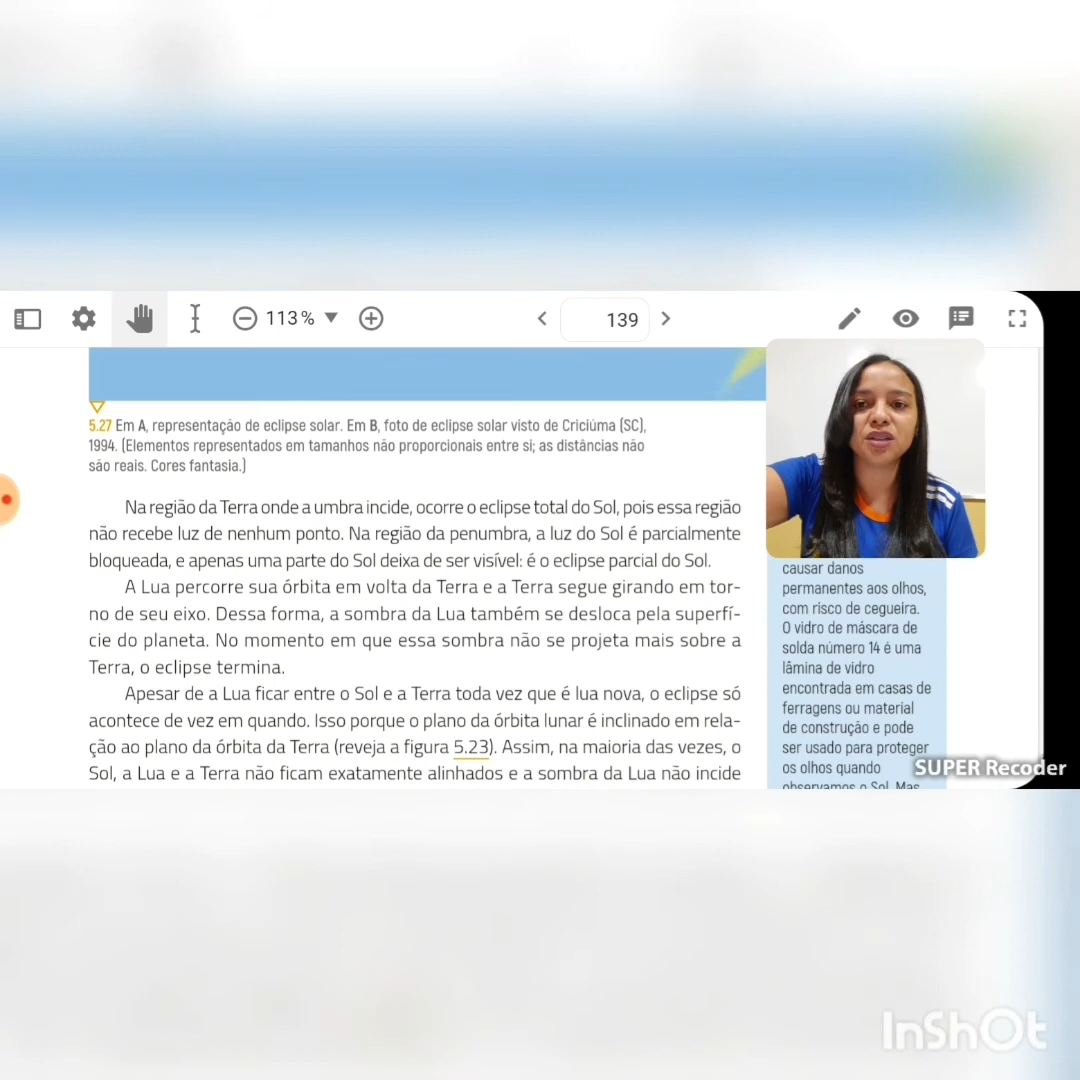 113%
139
5.27 Em A, representação de eclipse solar. Em B, foto de eclipse solar visto de Criciúma (SC),
1994. (Elementos representados em tamanhos não proporcionais entre si; as distâncias não
são reais. Cores fantasia.)
Na região da Terra onde a umbra incide, ocorre o eclipse total do Sol, pois essa região
não recebe luz de nenhum ponto. Na região da penumbra, a luz do Sol é parcialmente
bloqueada, e apenas uma parte do Sol deixa de ser visível: é o eclipse parcial do Sol.
A Lua percorre sua órbita em volta da Terra e a Terra segue girando em tor-
no de seu eixo. Dessa forma, a sombra da Lua também se desloca pela superfí-
cie do planeta. No momento em que essa sombra não se projeta mais sobre a
Terra, o eclipse termina.
Apesar de a Lua ficar entre o Sol e a Terra toda vez que é lua nova, o eclipse só
acontece de vez em quando. Isso porque o plano da órbita lunar é inclinado em rela-
ção ao plano da órbita da Terra (reveja a figura 5.23). Assim, na maioria das vezes, o
Sol, a Lua e a Terra não ficam exatamente alinhados e a sombra da Lua não incide
causar danos
permanentes aos olhos,
com risco de cegueira.
O vidro de máscara de
solda número 14 é uma
lâmina de vidro
encontrada em casas de
ferragens ou material
de construção e pode
ser usado para proteger
os olhos quando
observamos o Sol. Mas
SUPER Recoder
InShOt